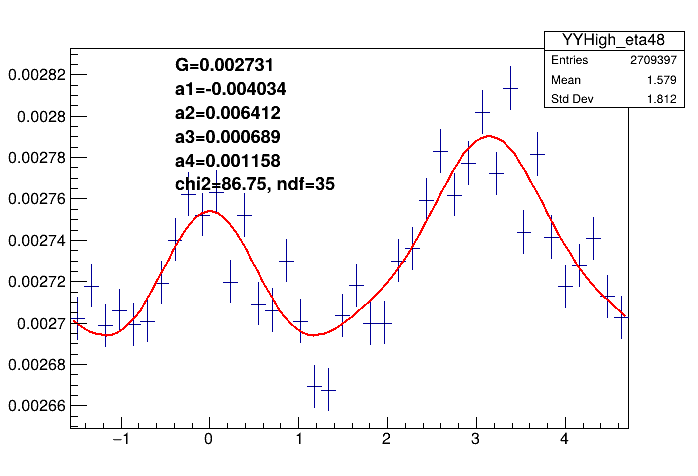 YYHigh_eta48
Entries 2709397
Mean 1.579
Std Dev 1.812
G=0.002731
a1=-0.004034
a2=0.006412
a3=0.000689
a4=0.001158
chi2=86.75, ndf=35
0.00282
0.0028
0.00278
0.00276
0.00274
0.00272
0.0027
0.00268
0.00266
−1 0 1 2 3 4